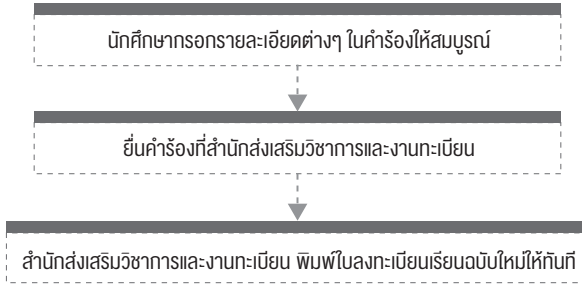 นักศึกษากรอกรายละเอียดต่างๆ ในคำร้องให้สมบูรณ์
ยื่นคำร้องที่สำนักส่งเสริมวิชาการและงานทะเบียน
สำนักส่งเสริมวิชาการและงานทะเบียน พิมพ์ใบลงทะเบียนเรียนฉบับใหม่ให้ทันที